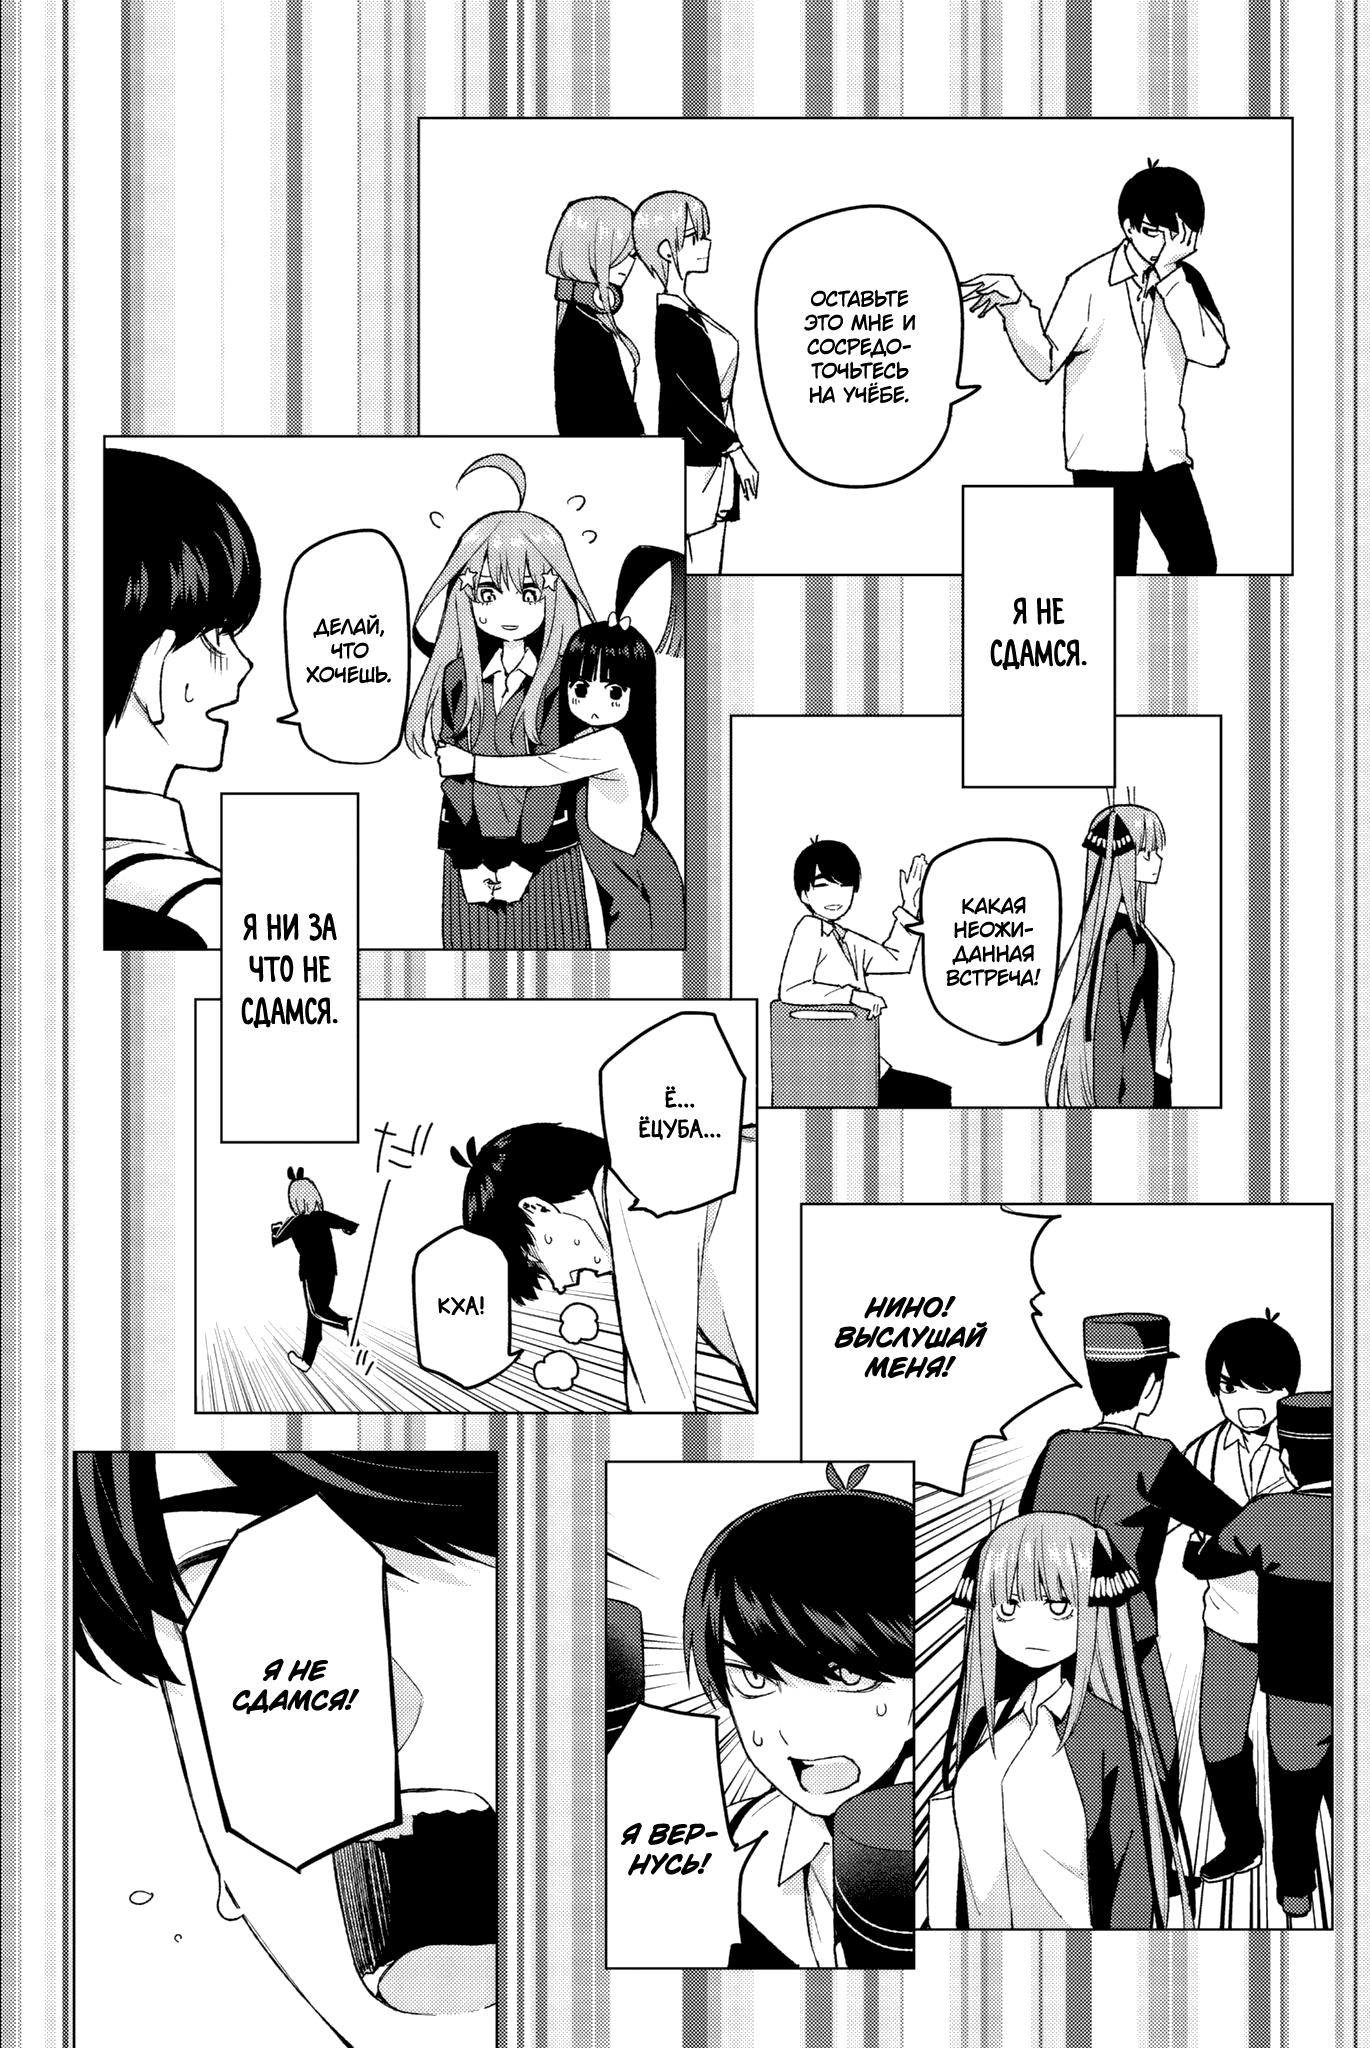 ОСТАВЬТЕ
ЭТО МНЕ И
СОСРЕДО-
ТОЧЬТЕСЬ
НА УЧЁБЕ.
Я НЕ
СДАМСЯ.
ДЕЛАЙ,
ЧТО
ХОЧЕШЬ.
КАКАЯ
НЕОЖИ-
ДАННАЯ
ВСТРЕЧА!
Я НИ ЗА
ЧТО НЕ
СДАМСЯ.
Ё...
ЁЦУБА...
КХА!
НИНО!
ВЫСЛУШАЙ
МЕНЯ!
Я ВЕР-
НУСЬ!
Я НЕ
СДАМСЯ!